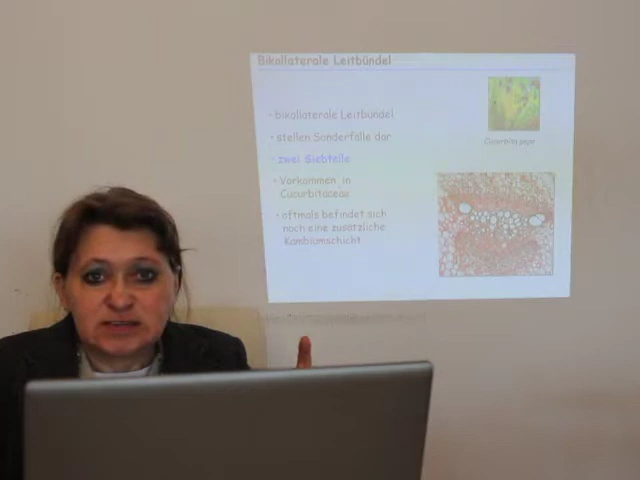 Bikollaterale Leitbündel
• bikollaterale Leitbündel
• stellen Sonderfälle dar
• zwei Siebteile
• Vorkommen in
Cucurbitaceae
• oftmals befindet sich
noch eine zusätzliche
Kambiumschicht
Cucurbita pepo